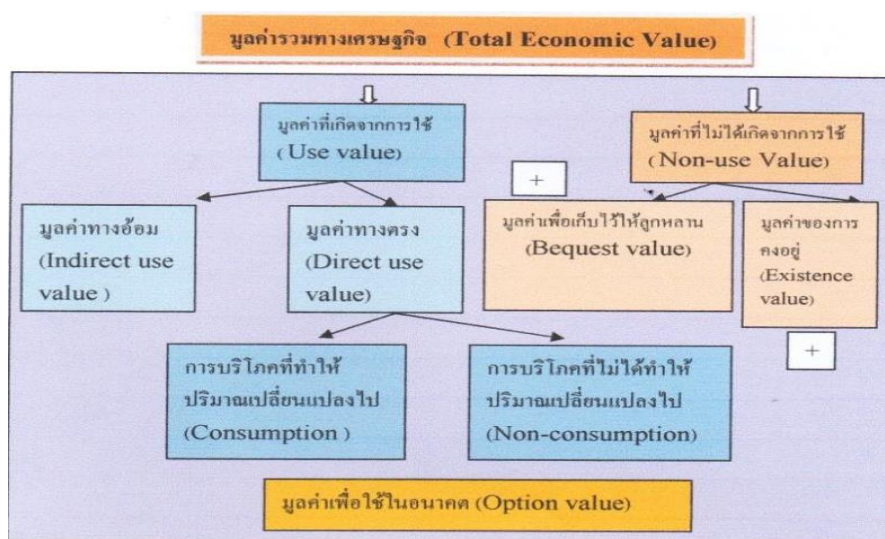 มูลค่ารวมทางเศรษฐกิจ (Total Economic Value)
มูลค่าที่เกิดจากการใช้
(Use value)
มูลค่าที่ไม่ได้เกิดจากการใช้
(Non-use Value)
+
มูลค่าทางอ้อม
(Indirect use
value )
มูลค่าทางตรง
(Direct use
value)
มูลค่าเพื่อเก็บไว้ให้ลูกหลาน
(Bequest value)
มูลค่าของการ
คงอยู่
(Existence
value)
+
การบริโภคที่ทำให้
ปริมาณเปลี่ยนแปลงไป
(Consumption )
การบริโภคที่ไม่ได้ทำให้
ปริมาณเปลี่ยนแปลงไป
(Non-consumption)
มูลค่าเพื่อใช้ในอนาคต (Option value)